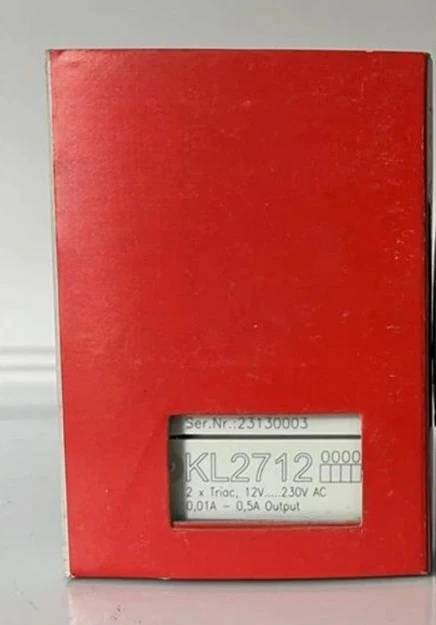 Ser.Nr.:23130003
KL2712 0000
2 x Triac, 12V.....230V AC
0,01A - 0,5A Output